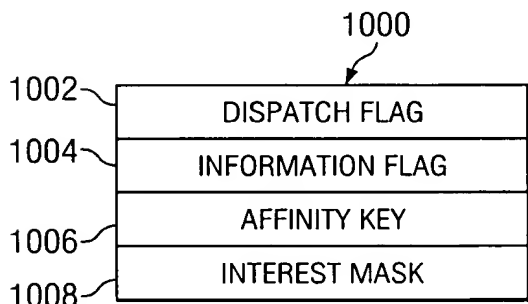 1000
1002 DISPATCH FLAG
1004 INFORMATION FLAG
1006 AFFINITY KEY
1008 INTEREST MASK